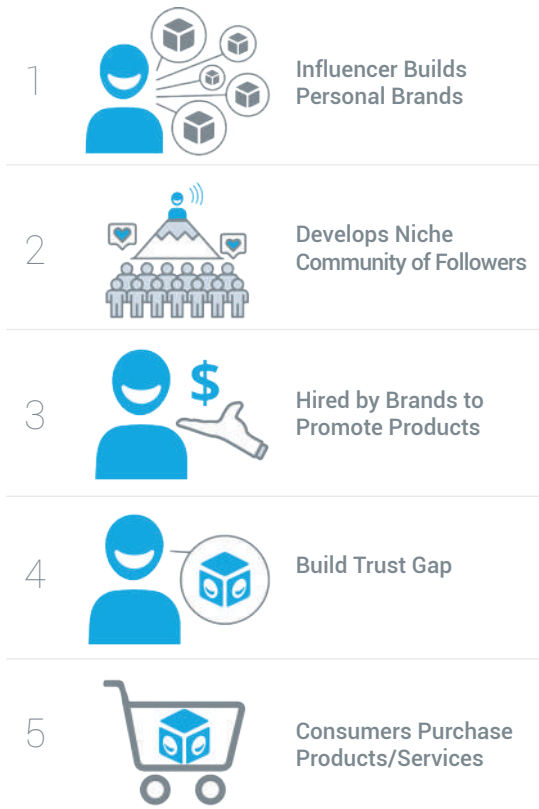 1
Influencer Builds
Personal Brands
2
Develops Niche
Community of Followers
3
$
Hired by Brands to
Promote Products
4
Build Trust Gap
5
Consumers Purchase
Products/Services